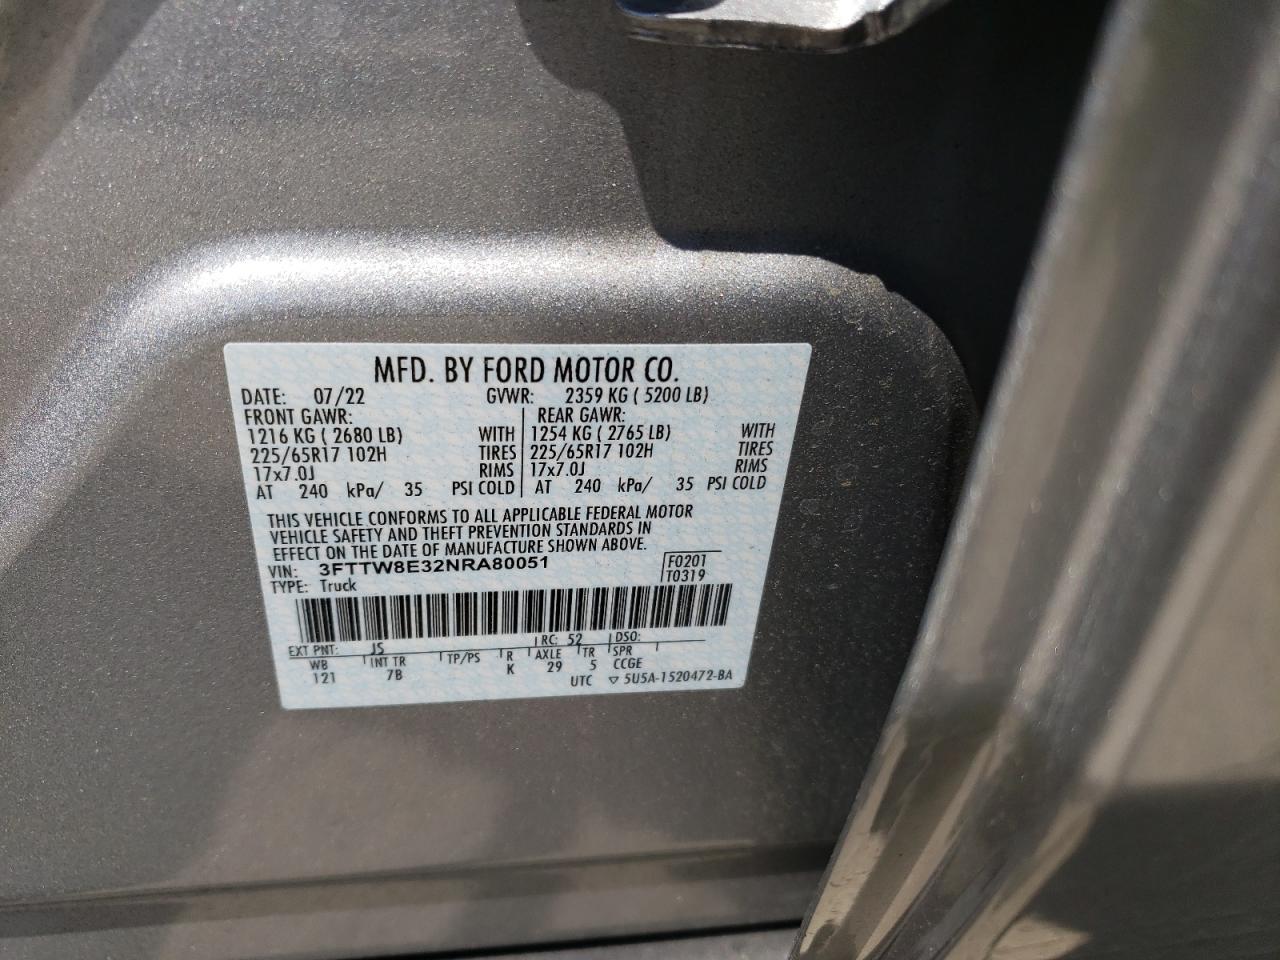 MFD. BY FORD MOTOR CO.
DATE: 07/22 GVWR: 2359 KG ( 5200 LB)
FRONT GAWR: REAR GAWR:
1216 KG ( 2680 LB) WITH 1254 KG ( 2765 LB) WITH
225/65R17 102H TIRES 225/65R17 102H TIRES
17x7.0J RIMS 17x7.0J RIMS
AT 240 kPa/ 35 PSI COLD AT 240 kPa/ 35 PSI COLD
THIS VEHICLE CONFORMS TO ALL APPLICABLE FEDERAL MOTOR
VEHICLE SAFETY AND THEFT PREVENTION STANDARDS IN
EFFECT ON THE DATE OF MANUFACTURE SHOWN ABOVE.
VIN: 3FTTW8E32NRA80051 F0201
TYPE: Truck T0319
EXT PNT: JS RC: 52 DSO:
WB INT TR TP/PS R AXLE TR SPR
121 7B K 29 5 CCGE
UTC ▽ 5U5A-1520472-BA